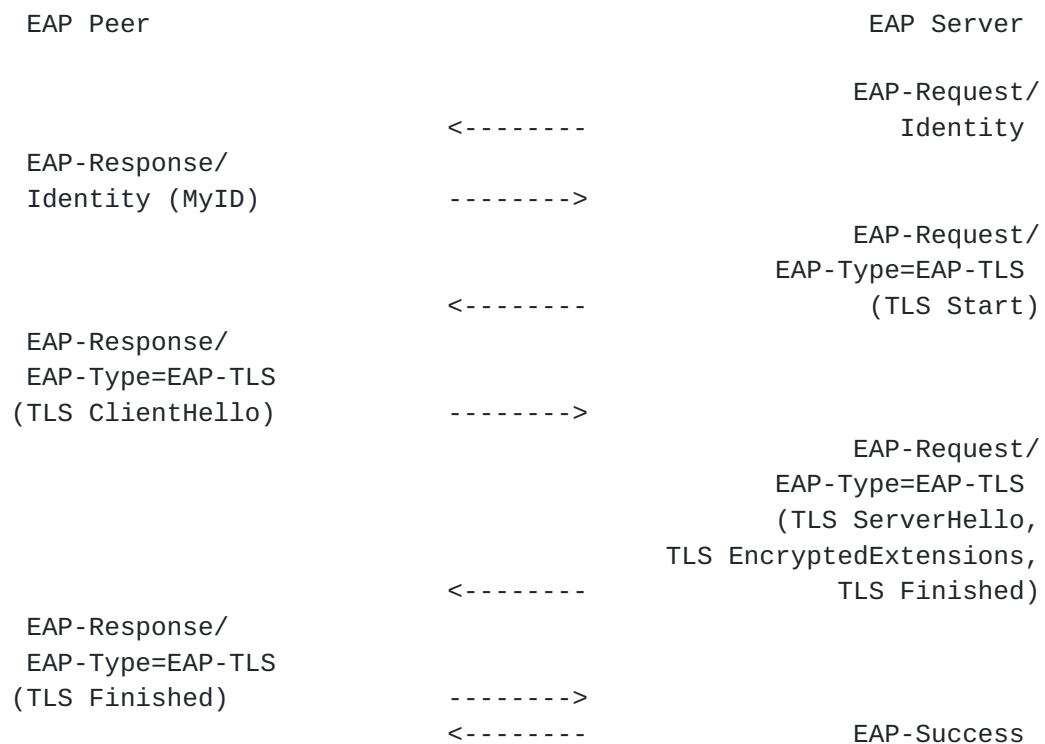 EAP Peer                                              EAP Server

                                                     EAP-Request/
                           <--------                    Identity
EAP-Response/
Identity (MyID)            -------->
                                                     EAP-Request/
                                                EAP-Type=EAP-TLS
                           <--------                  (TLS Start)
EAP-Response/
EAP-Type=EAP-TLS
(TLS ClientHello)          -------->
                                                     EAP-Request/
                                                EAP-Type=EAP-TLS
                                                (TLS ServerHello,
                                         TLS EncryptedExtensions,
                           <--------                TLS Finished)
EAP-Response/
EAP-Type=EAP-TLS
(TLS Finished)             -------->
                           <--------                 EAP-Success